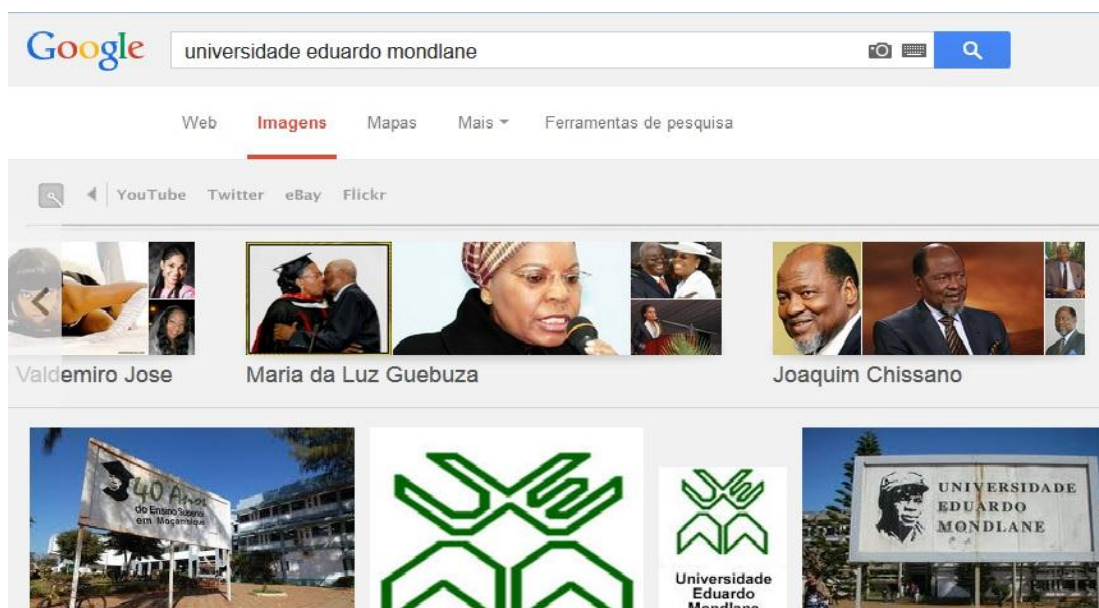 Google
universidade eduardo mondlane
Web Imagens Mapas Mais Ferramentas de pesquisa
YouTube Twitter eBay Flickr
Valdemiro Jose Maria da Luz Guebuza Joaquim Chissano
40 Anos
do Ensino Superior
em Moçambique
Universidade
Eduardo
Mondlane
UNIVERSIDADE
EDUARDO
MONDLANE